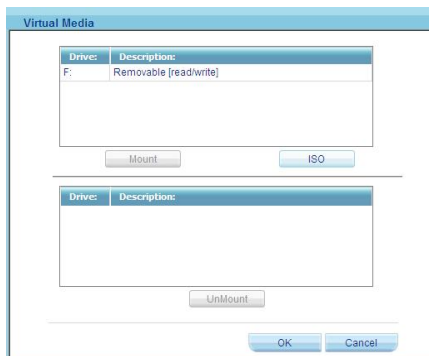 Virtual Media
Drive: Description:
F: Removable [read/write]
Mount ISO
Drive: Description:
UnMount
OK Cancel